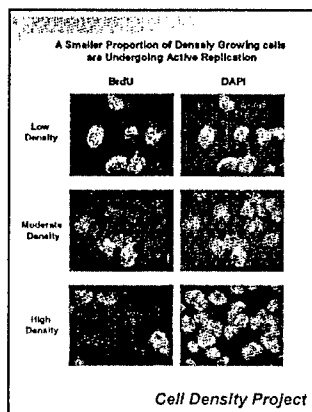 A Smaller Proportion of Densely Growing cells
are Undergoing Active Replication
BrdU DAPI
Low
Density
Moderate
Density
High
Density
Cell Density Project